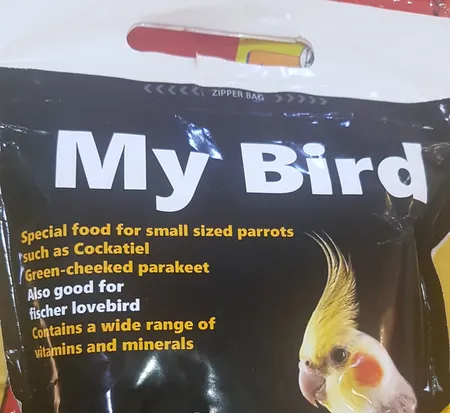 ‹‹‹‹‹‹ ZIPPER BAG ››››››
My Bird
Special food for small sized parrots
such as Cockatiel
Green-cheeked parakeet
Also good for
fischer lovebird
Contains a wide range of
vitamins and minerals